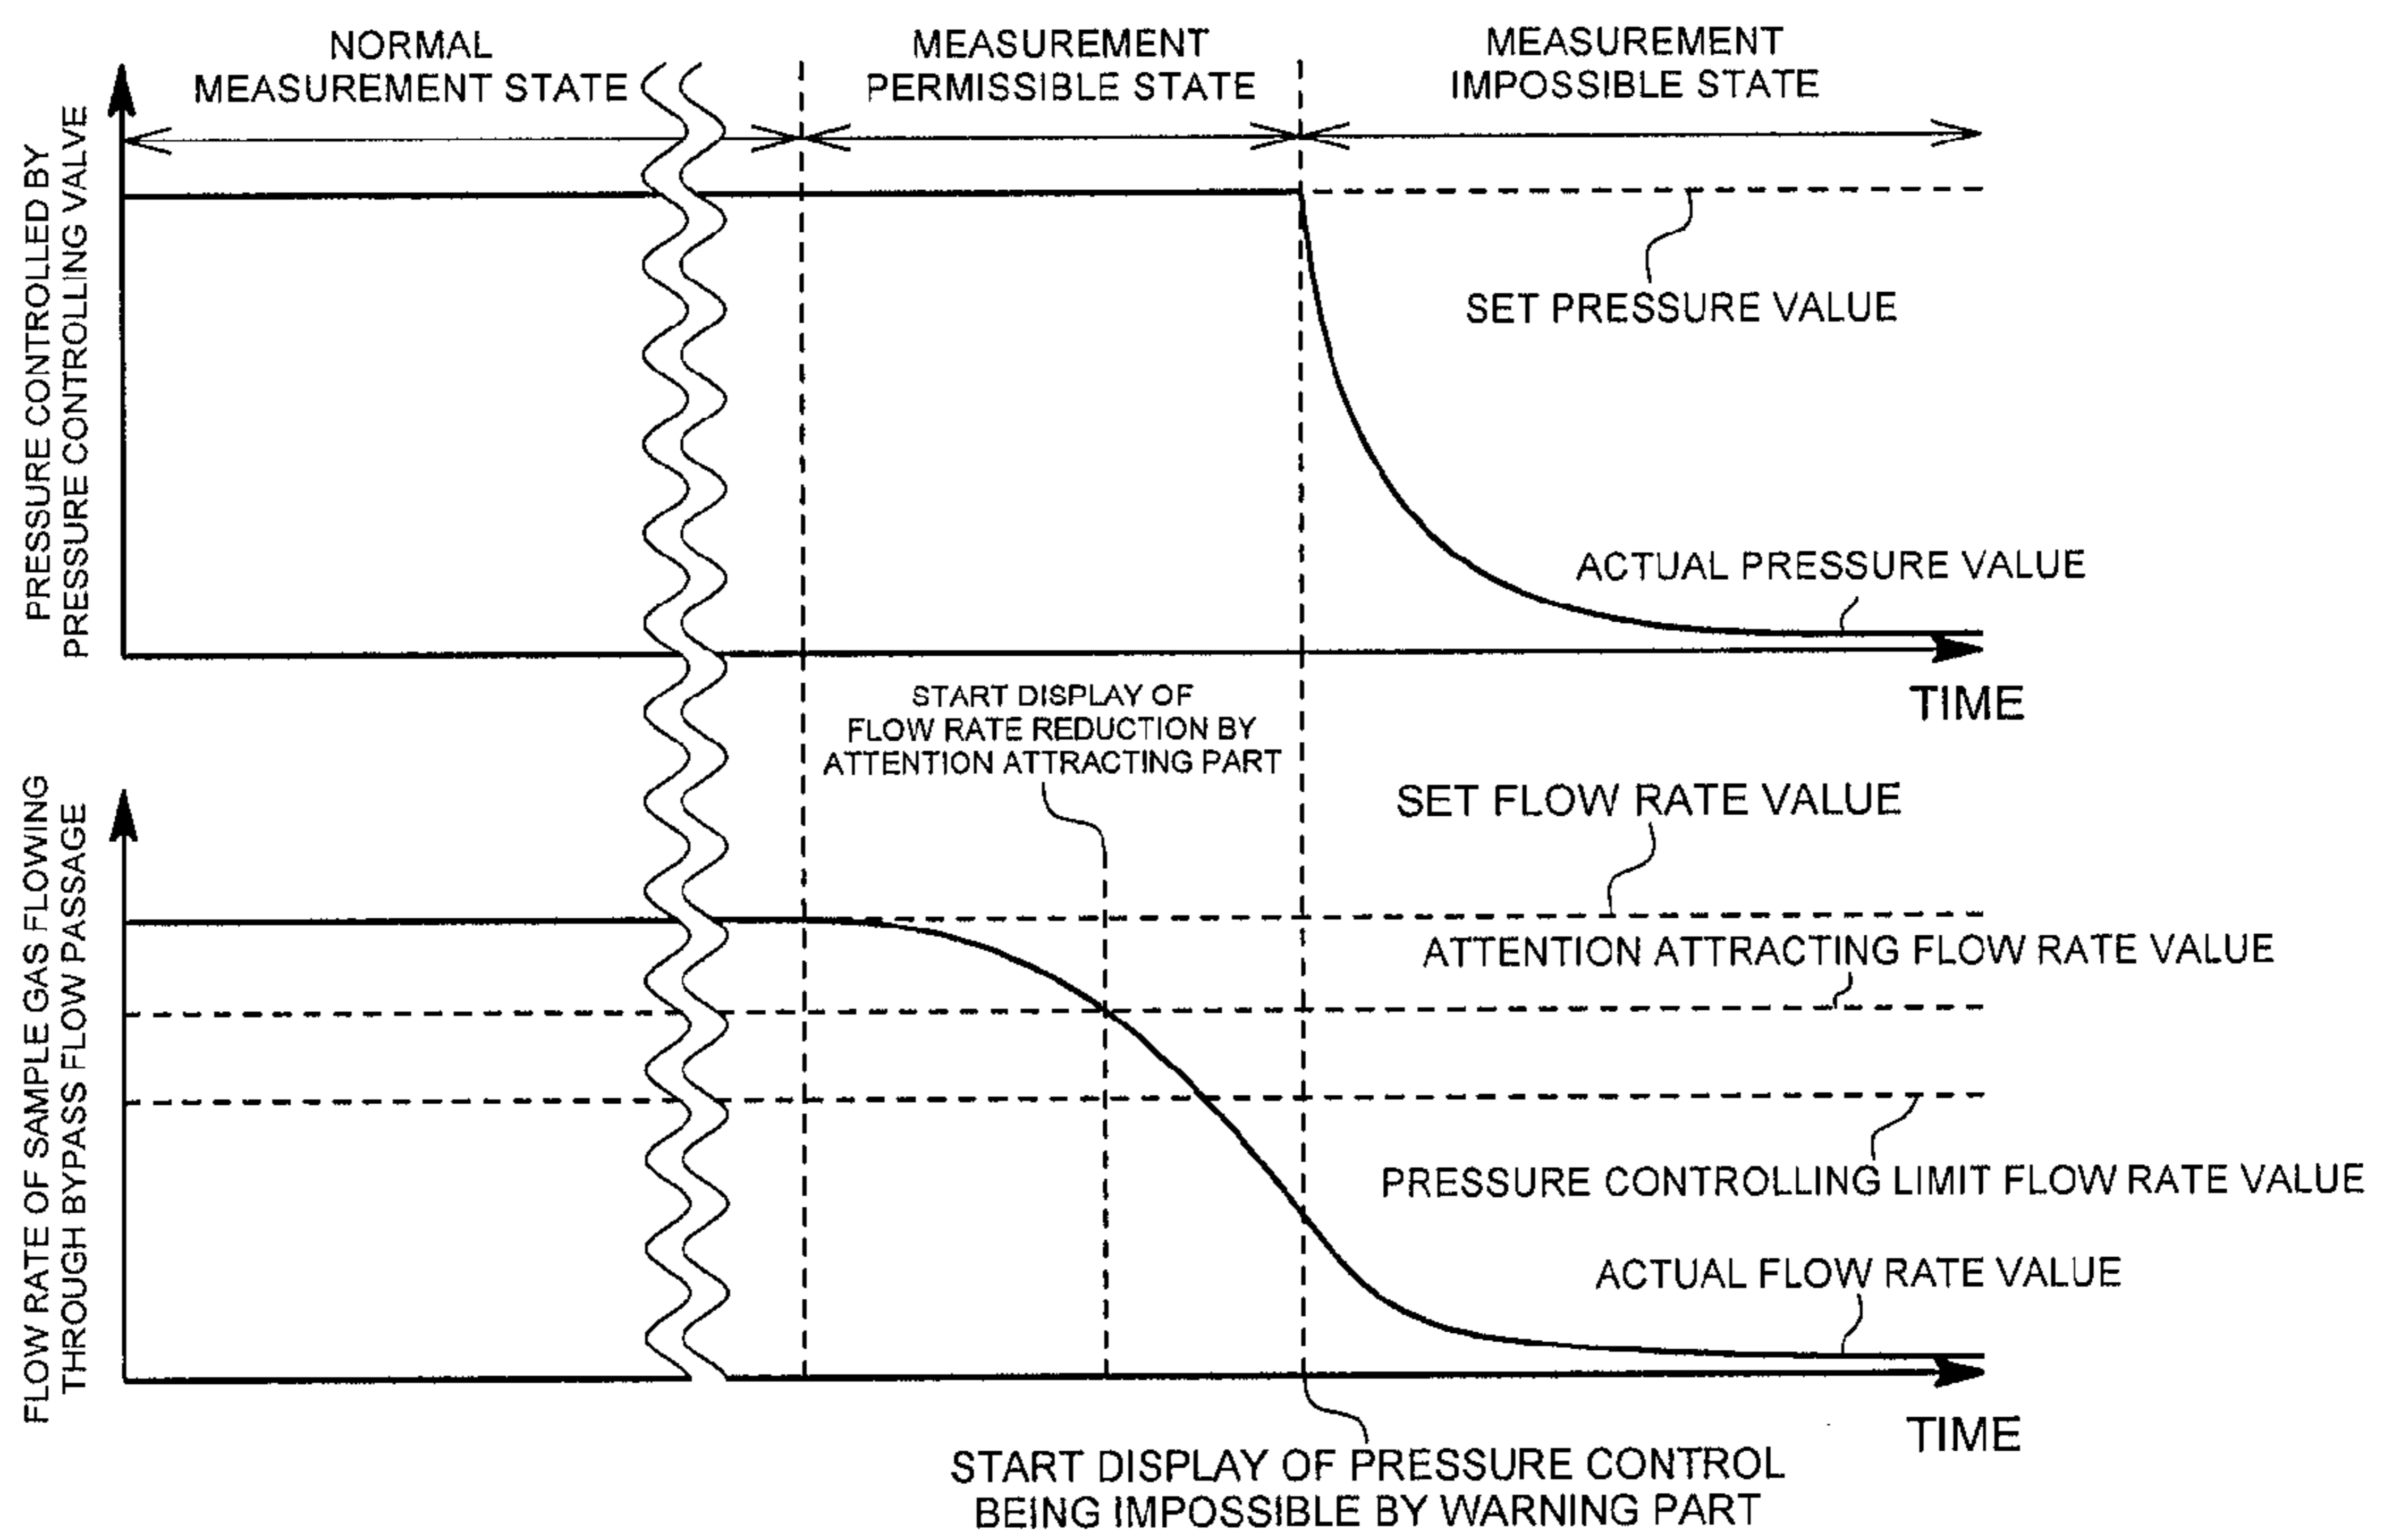 NORMAL
MEASUREMENT STATE
MEASUREMENT
PERMISSIBLE STATE
MEASUREMENT
IMPOSSIBLE STATE
PRESSURE CONTROLLED BY
PRESSURE CONTROLLING VALVE
SET PRESSURE VALUE
ACTUAL PRESSURE VALUE
TIME
START DISPLAY OF
FLOW RATE REDUCTION BY
ATTENTION ATTRACTING PART
FLOW RATE OF SAMPLE GAS FLOWING
THROUGH BYPASS FLOW PASSAGE
SET FLOW RATE VALUE
ATTENTION ATTRACTING FLOW RATE VALUE
PRESSURE CONTROLLING LIMIT FLOW RATE VALUE
ACTUAL FLOW RATE VALUE
TIME
START DISPLAY OF PRESSURE CONTROL
BEING IMPOSSIBLE BY WARNING PART